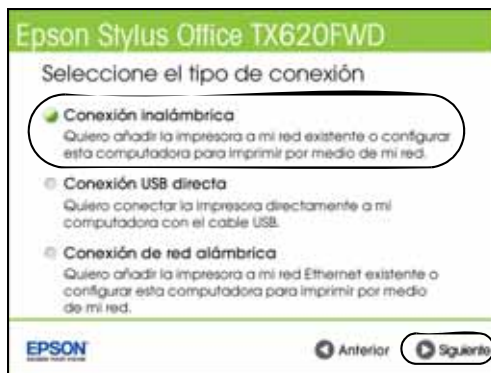 Epson Stylus Office TX620FWD
Seleccione el tipo de conexión
Conexión inalámbrica
Quiero añadir la impresora a mi red existente o configurar
esta computadora para imprimir por medio de mi red.
Conexión USB directa
Quiero conectar la impresora directamente a mi
computadora con el cable USB.
Conexión de red alámbrica
Quiero añadir la impresora a mi red Ethernet existente o
configurar esta computadora para imprimir por medio
de mi red.
EPSON
Anterior
Siguiente